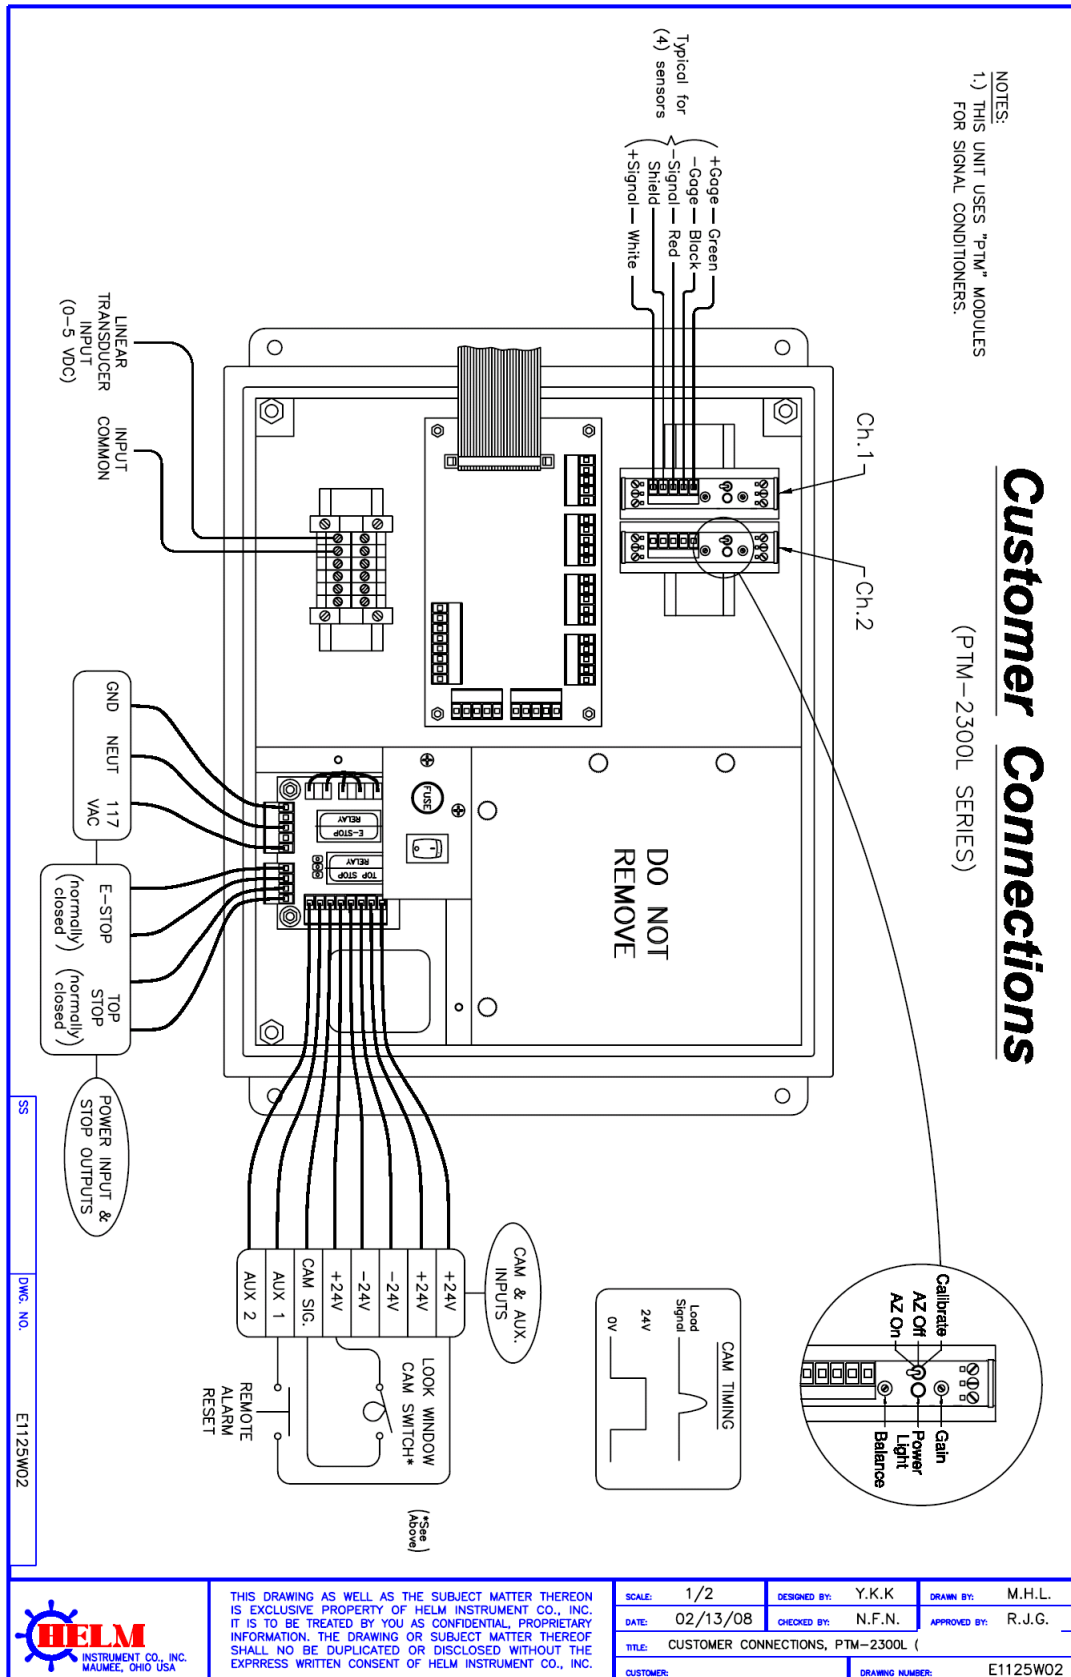 Customer Connections
(PTM-2300L SERIES)
NOTES:
1.) THIS UNIT USES "PTM" MODULES
FOR SIGNAL CONDITIONERS.
Typical for
(4) sensors
+Gage
Green
-Gage
Black
-Signal
Red
Shield
+Signal
White
Ch.1
Ch.2
LINEAR
TRANSDUCER
INPUT
(0-5 VDC)
INPUT
COMMON
DO NOT
REMOVE
FUSE
E-STOP
RELAY
TOP STOP
RELAY
GND
NEUT
117
VAC
E-STOP
(normally
closed)
TOP
STOP
(normally
closed)
POWER INPUT &
STOP OUTPUTS
CAM & AUX.
INPUTS
+24V
+24V
-24V
-24V
+24V
CAM SIG.
AUX 1
AUX 2
LOOK WINDOW
CAM SWITCH*
REMOTE
ALARM
RESET
(*See
Above)
CAM TIMING
Load
Signal
24V
0V
Calibrate
AZ Off
AZ On
Gain
Power
Light
Balance
SS
DWG. NO.
E1125W02
HELM
INSTRUMENT CO., INC.
MAUMEE, OHIO USA
THIS DRAWING AS WELL AS THE SUBJECT MATTER THEREON
IS EXCLUSIVE PROPERTY OF HELM INSTRUMENT CO., INC.
IT IS TO BE TREATED BY YOU AS CONFIDENTIAL, PROPRIETARY
INFORMATION. THE DRAWING OR SUBJECT MATTER THEREOF
SHALL NO BE DUPLICATED OR DISCLOSED WITHOUT THE
EXPRRESS WRITTEN CONSENT OF HELM INSTRUMENT CO., INC.
SCALE: 1/2
DESIGNED BY: Y.K.K
DRAWN BY: M.H.L.
DATE: 02/13/08
CHECKED BY: N.F.N.
APPROVED BY: R.J.G.
TITLE: CUSTOMER CONNECTIONS, PTM-2300L (
CUSTOMER:
DRAWING NUMBER: E1125W02